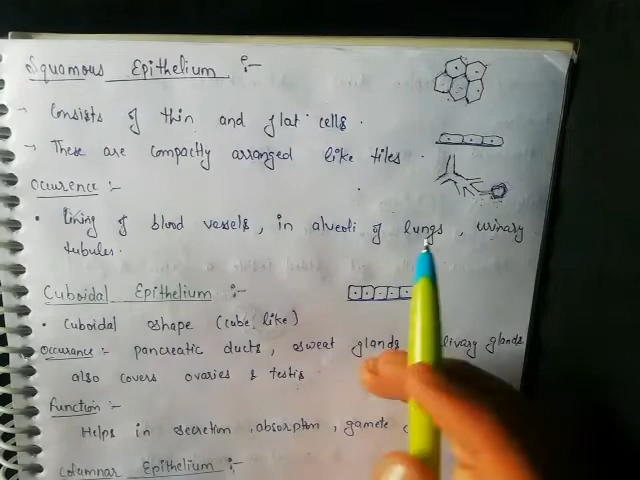 Squamous Epithelium :-
→ Consists of thin and flat cells.
→ These are compactly arranged like tiles.
Occurence :-
• Lining of blood vessels, in alveoli of lungs, urinary
tubules.
Cuboidal Epithelium :-
• Cuboidal shape (cube like)
Occurance :- pancreatic ducts, sweat glands livary glands
also covers ovaries & testis
Function :-
Helps in secretion, absorption, gamete
Columnar Epithelium :-